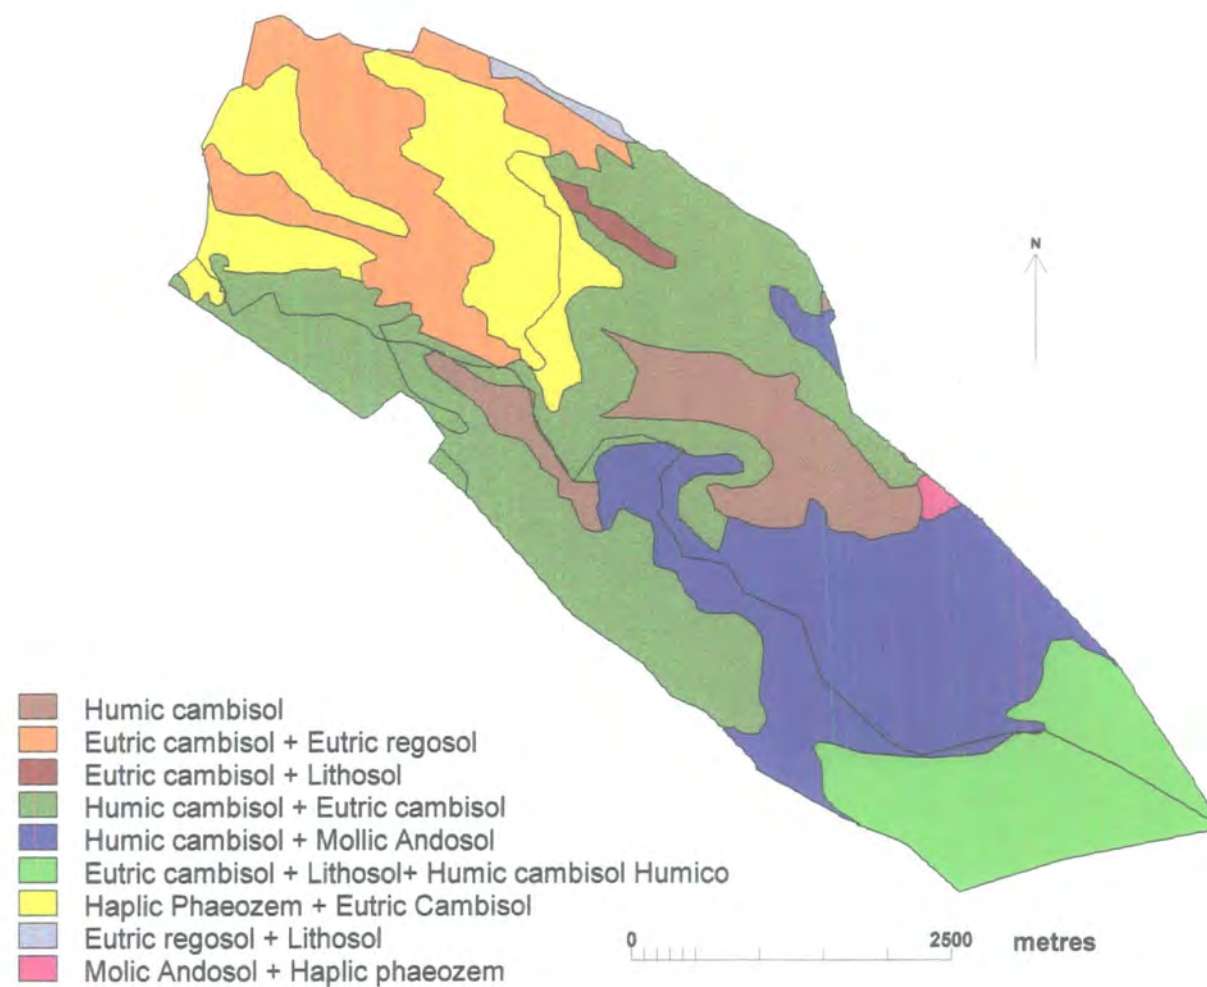 N
Humic cambisol
Eutric cambisol + Eutric regosol
Eutric cambisol + Lithosol
Humic cambisol + Eutric cambisol
Humic cambisol + Mollic Andosol
Eutric cambisol + Lithosol+ Humic cambisol Humico
Haplic Phaeozem + Eutric Cambisol
Eutric regosol + Lithosol
Molic Andosol + Haplic phaeozem
0 2500 metres